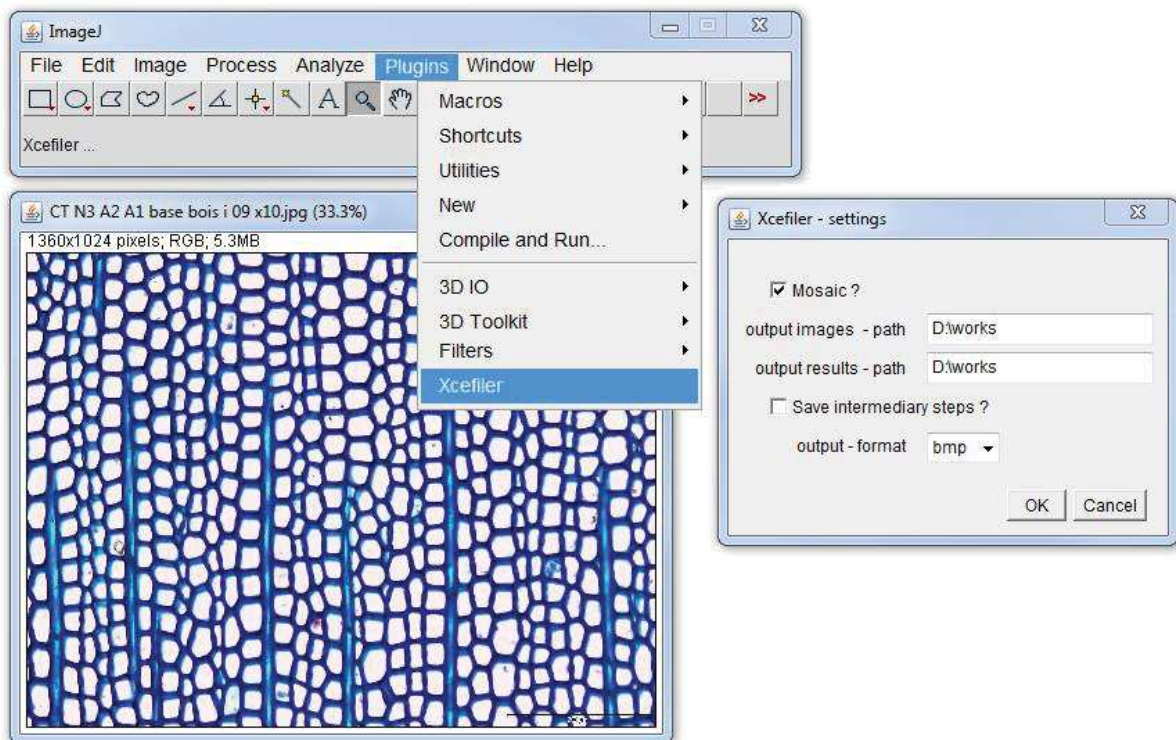 ImageJ
File Edit Image Process Analyze Plugins Window Help
A >>
Xcefiler ...
Macros
Shortcuts
Utilities
New
Compile and Run...
3D IO
3D Toolkit
Filters
Xcefiler
CT N3 A2 A1 base bois i 09 x10.jpg (33.3%)
1360x1024 pixels; RGB; 5.3MB
Xcefiler - settings
Mosaic ?
output images - path D:\works
output results - path D:\works
Save intermediary steps ?
output - format bmp
OK Cancel